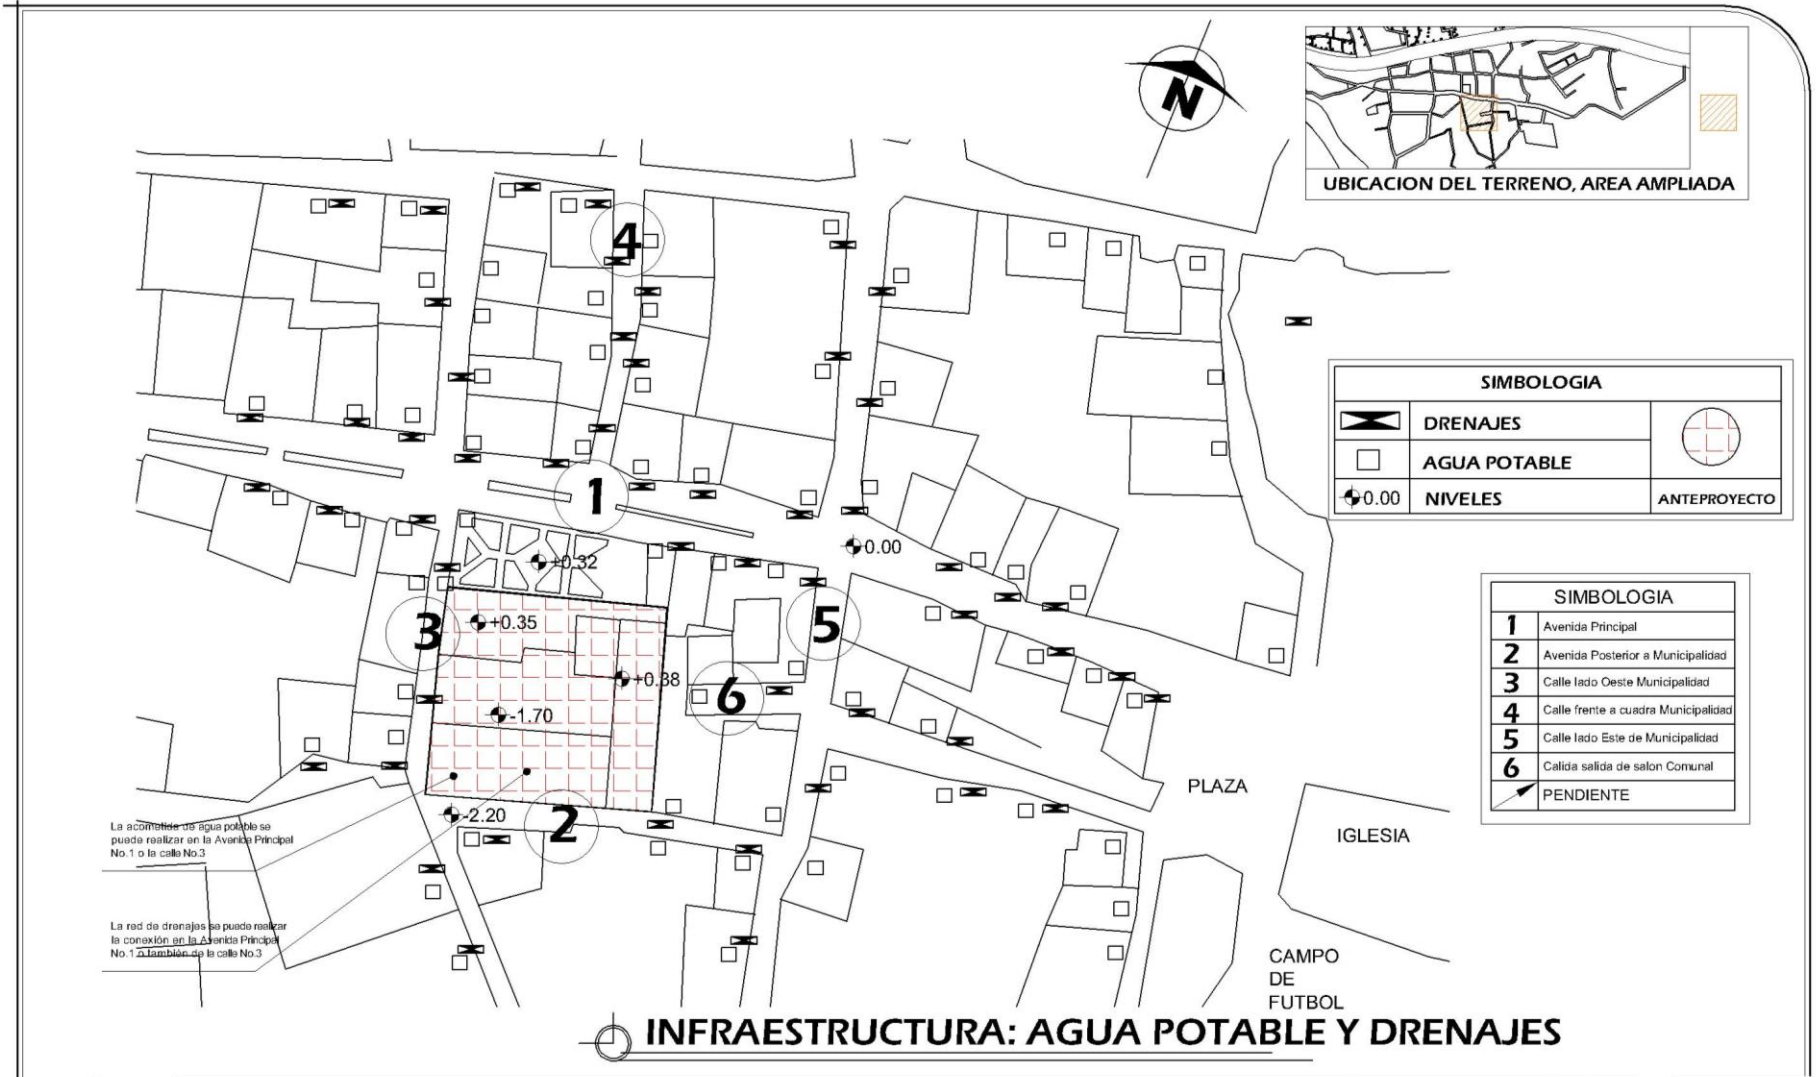 N
UBICACION DEL TERRENO, AREA AMPLIADA
4
SIMBOLOGIA
DRENAJES
AGUA POTABLE
0.00 NIVELES
ANTEPROYECTO
1
0.00
+0.32
3
+0.35
5
+0.38
6
-1.70
-2.20
2
SIMBOLOGIA
1 Avenida Principal
2 Avenida Posterior a Municipalidad
3 Calle lado Oeste Municipalidad
4 Calle frente a cuadra Municipalidad
5 Calle lado Este de Municipalidad
6 Calida salida de salon Comunal
PENDIENTE
PLAZA
IGLESIA
La acometida de agua potable se
puede realizar en la Avenida Principal
No.1 o la calle No.3
La red de drenajes se puede realizar
la conexión en la Avenida Principal
No.1 o también de la calle No.3
CAMPO
DE
FUTBOL
INFRAESTRUCTURA: AGUA POTABLE Y DRENAJES